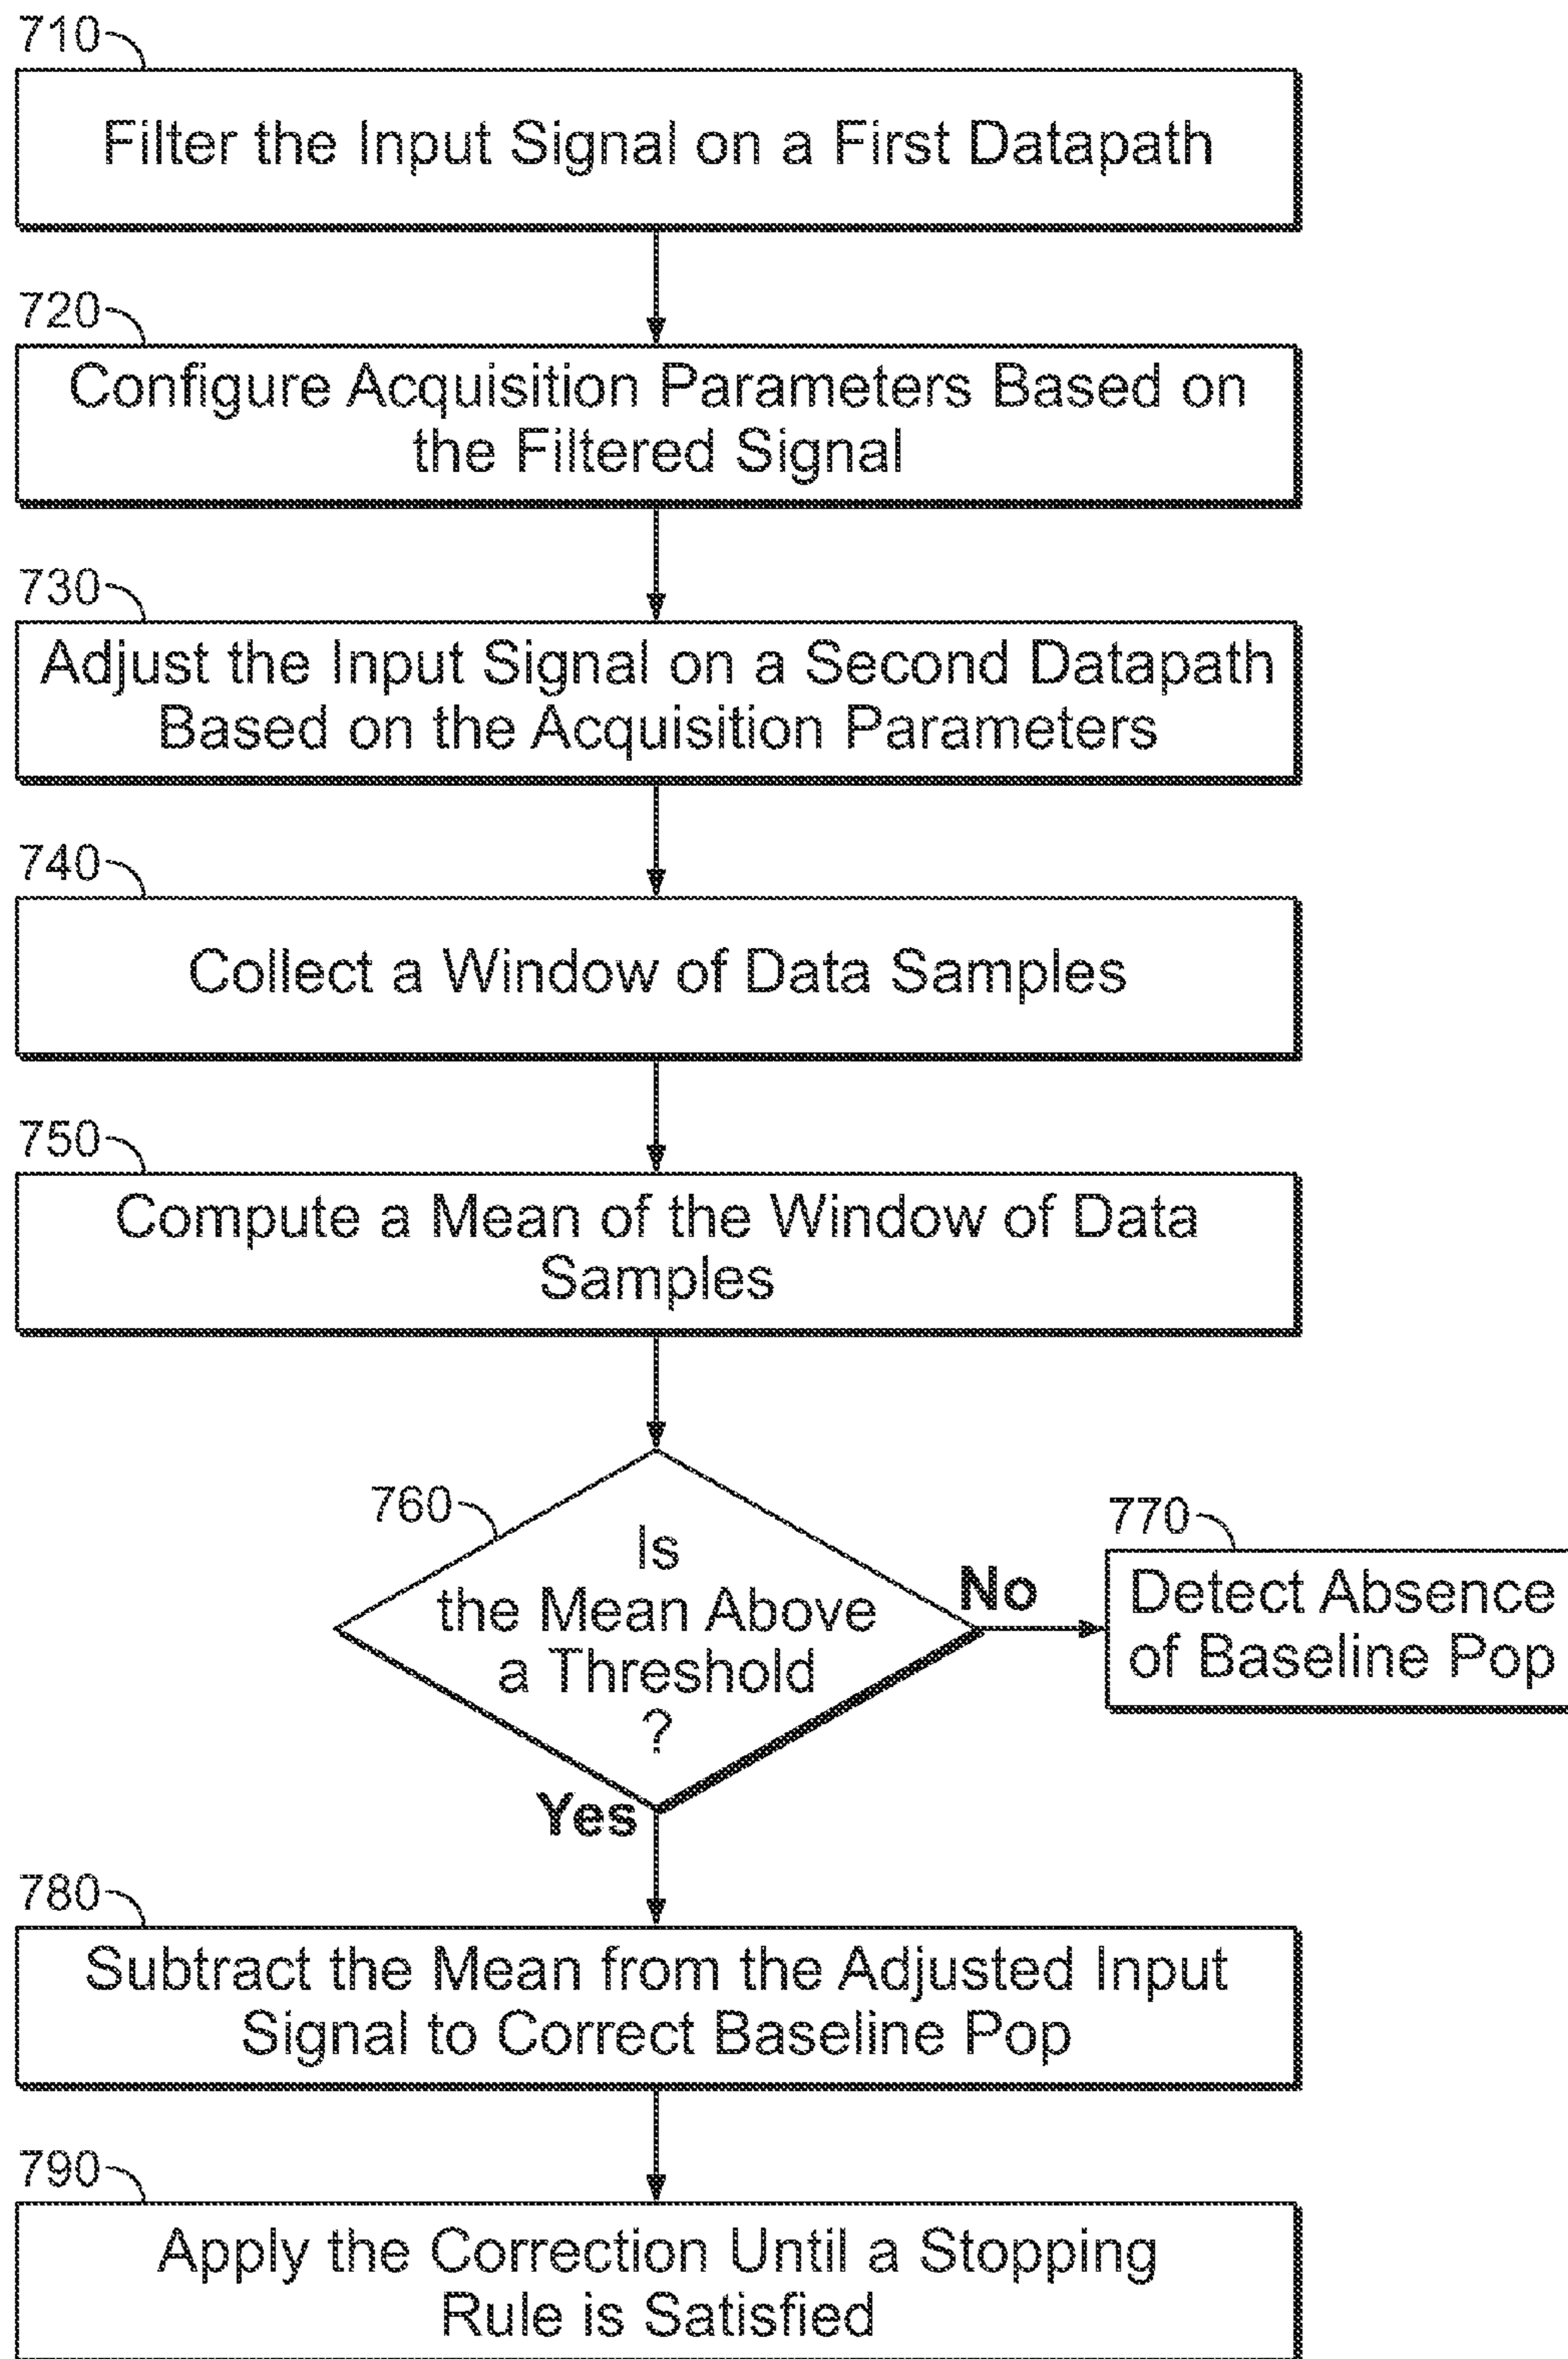 710
Filter the Input Signal on a First Datapath
720
Configure Acquisition Parameters Based on
the Filtered Signal
730
Adjust the Input Signal on a Second Datapath
Based on the Acquisition Parameters
740
Collect a Window of Data Samples
750
Compute a Mean of the Window of Data
Samples
760
Is
the Mean Above
a Threshold
?
No
770
Detect Absence
of Baseline Pop
Yes
780
Subtract the Mean from the Adjusted Input
Signal to Correct Baseline Pop
790
Apply the Correction Until a Stopping
Rule is Satisfied